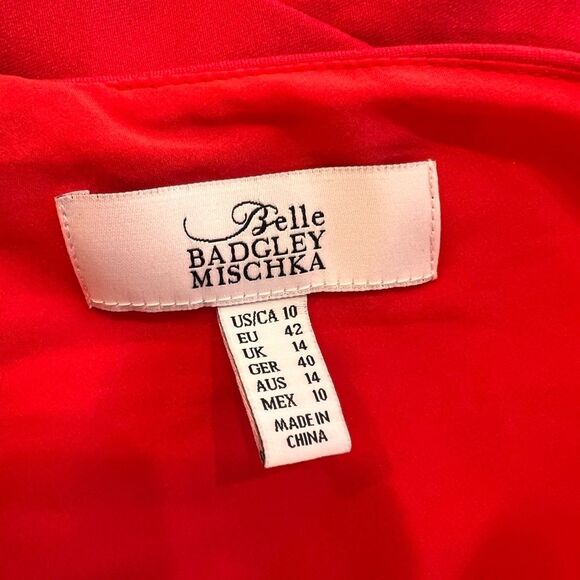 Belle
BADGLEY
MISCHKA
US/CA 10
EU 42
UK 14
GER 40
AUS 14
MEX 10
MADE IN
CHINA